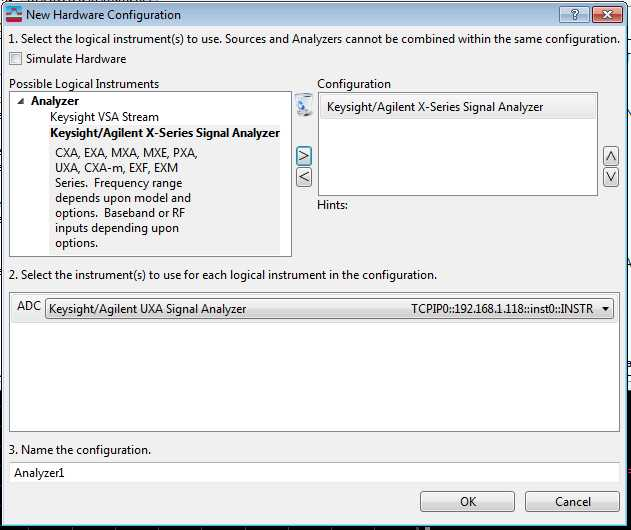 New Hardware Configuration
1. Select the logical instrument(s) to use. Sources and Analyzers cannot be combined within the same configuration.
Simulate Hardware
Possible Logical Instruments
Analyzer
Keysight VSA Stream
Keysight/Agilent X-Series Signal Analyzer
CXA, EXA, MXA, MXE, PXA,
UXA, CXA-m, EXF, EXM
Series. Frequency range
depends upon model and
options. Baseband or RF
inputs depending upon
options.
Configuration
Keysight/Agilent X-Series Signal Analyzer
Hints:
2. Select the instrument(s) to use for each logical instrument in the configuration.
ADC Keysight/Agilent UXA Signal Analyzer TCPIP0::192.168.1.118::inst0::INSTR
3. Name the configuration.
Analyzer1
OK Cancel